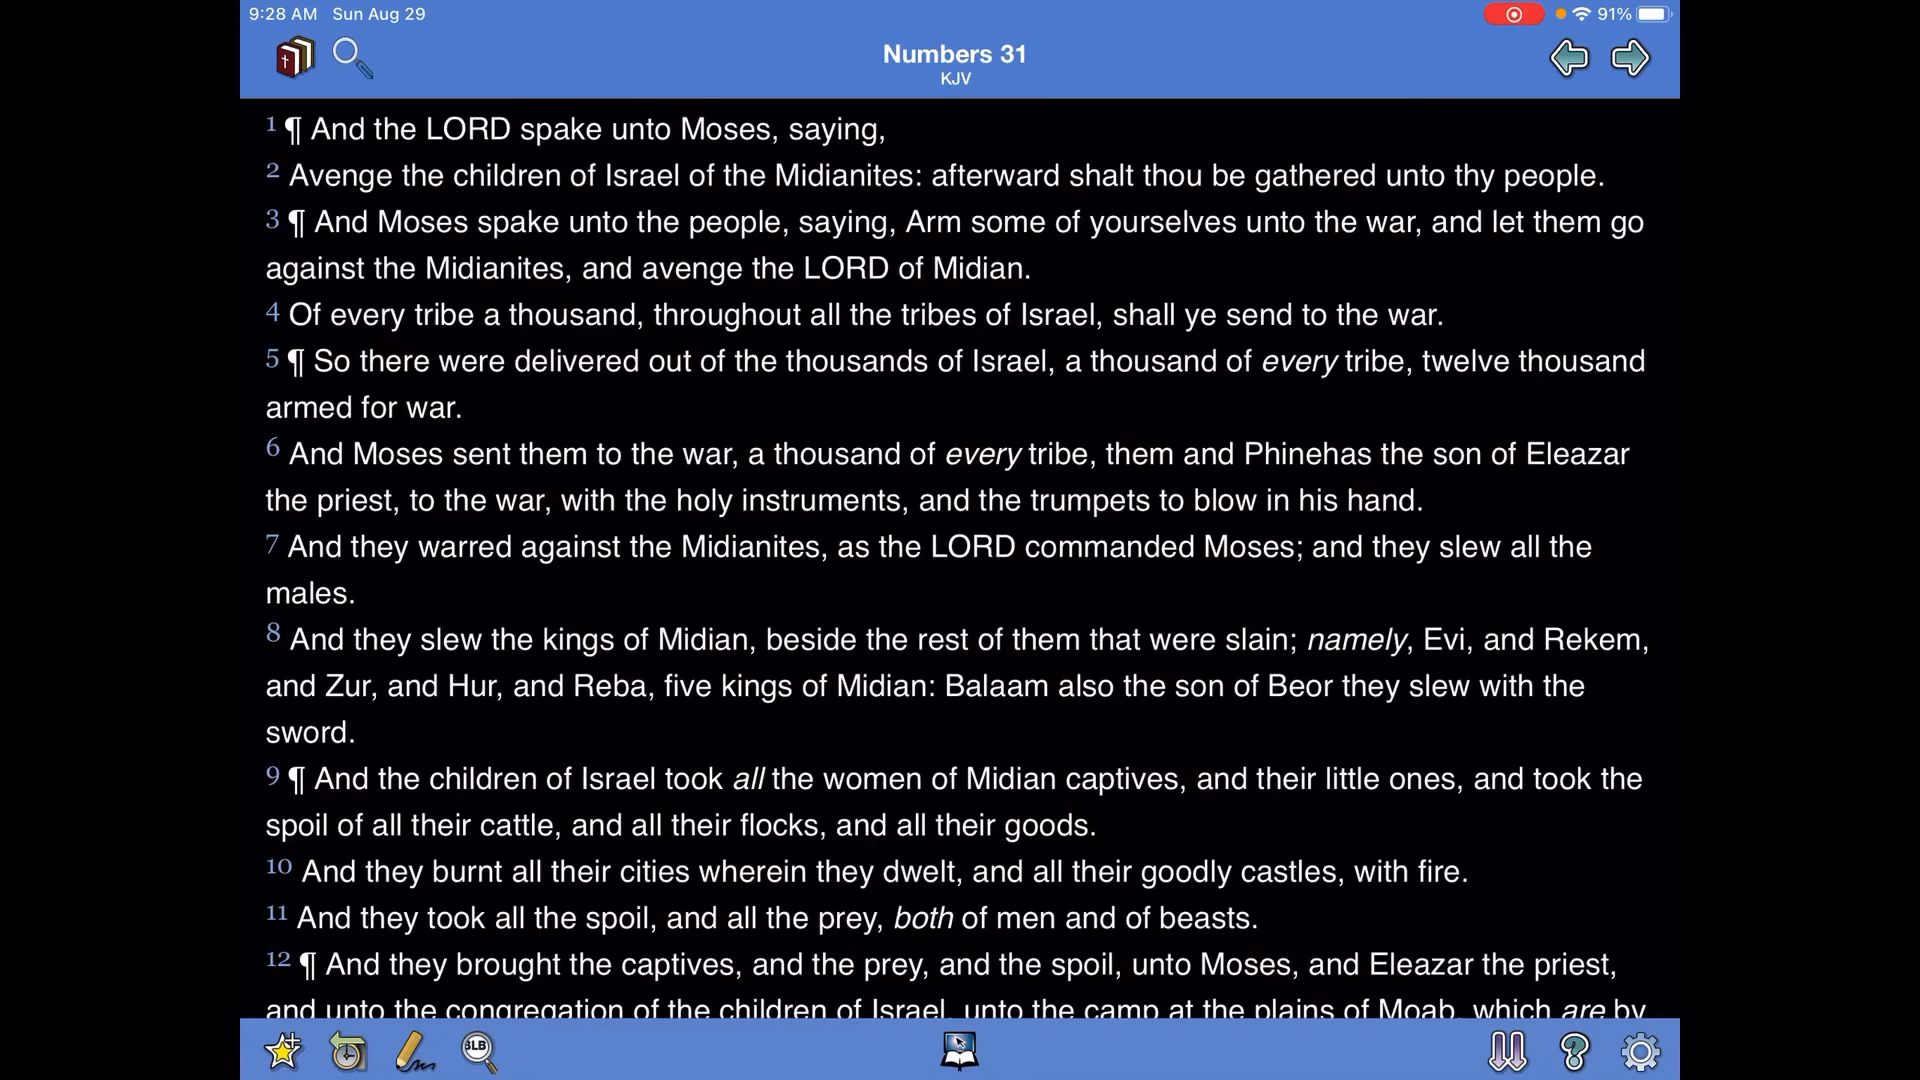 9:28 AM Sun Aug 29
91%
Numbers 31
KJV
1 ¶ And the LORD spake unto Moses, saying,
2 Avenge the children of Israel of the Midianites: afterward shalt thou be gathered unto thy people.
3 ¶ And Moses spake unto the people, saying, Arm some of yourselves unto the war, and let them go
against the Midianites, and avenge the LORD of Midian.
4 Of every tribe a thousand, throughout all the tribes of Israel, shall ye send to the war.
5 ¶ So there were delivered out of the thousands of Israel, a thousand of every tribe, twelve thousand
armed for war.
6 And Moses sent them to the war, a thousand of every tribe, them and Phinehas the son of Eleazar
the priest, to the war, with the holy instruments, and the trumpets to blow in his hand.
7 And they warred against the Midianites, as the LORD commanded Moses; and they slew all the
males.
8 And they slew the kings of Midian, beside the rest of them that were slain; namely, Evi, and Rekem,
and Zur, and Hur, and Reba, five kings of Midian: Balaam also the son of Beor they slew with the
sword.
9 ¶ And the children of Israel took all the women of Midian captives, and their little ones, and took the
spoil of all their cattle, and all their flocks, and all their goods.
10 And they burnt all their cities wherein they dwelt, and all their goodly castles, with fire.
11 And they took all the spoil, and all the prey, both of men and of beasts.
12 ¶ And they brought the captives, and the prey, and the spoil, unto Moses, and Eleazar the priest,
and unto the congregation of the children of Israel, unto the camp at the plains of Moab, which are by
BLB